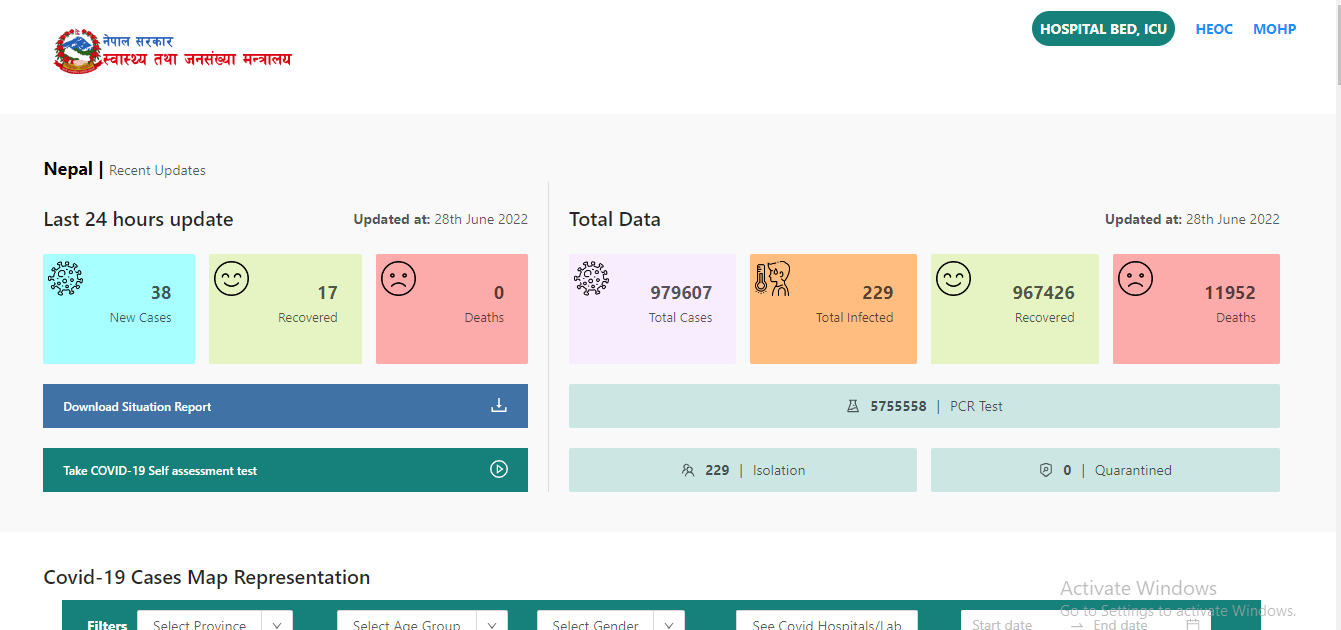 नेपाल सरकार
स्वास्थ्य तथा जनसंख्या मन्त्रालय
HOSPITAL BED, ICU HEOC MOHP
Nepal | Recent Updates
Last 24 hours update Updated at: 28th June 2022
38
New Cases
17
Recovered
0
Deaths
Download Situation Report
Take COVID-19 Self assessment test
Total Data Updated at: 28th June 2022
979607
Total Cases
229
Total Infected
967426
Recovered
11952
Deaths
5755558 | PCR Test
229 | Isolation
0 | Quarantined
Covid-19 Cases Map Representation
Activate Windows
Go to Settings to activate Windows.
Filters Select Province Select Age Group Select Gender See Covid Hospitals/Lab Start date → End date